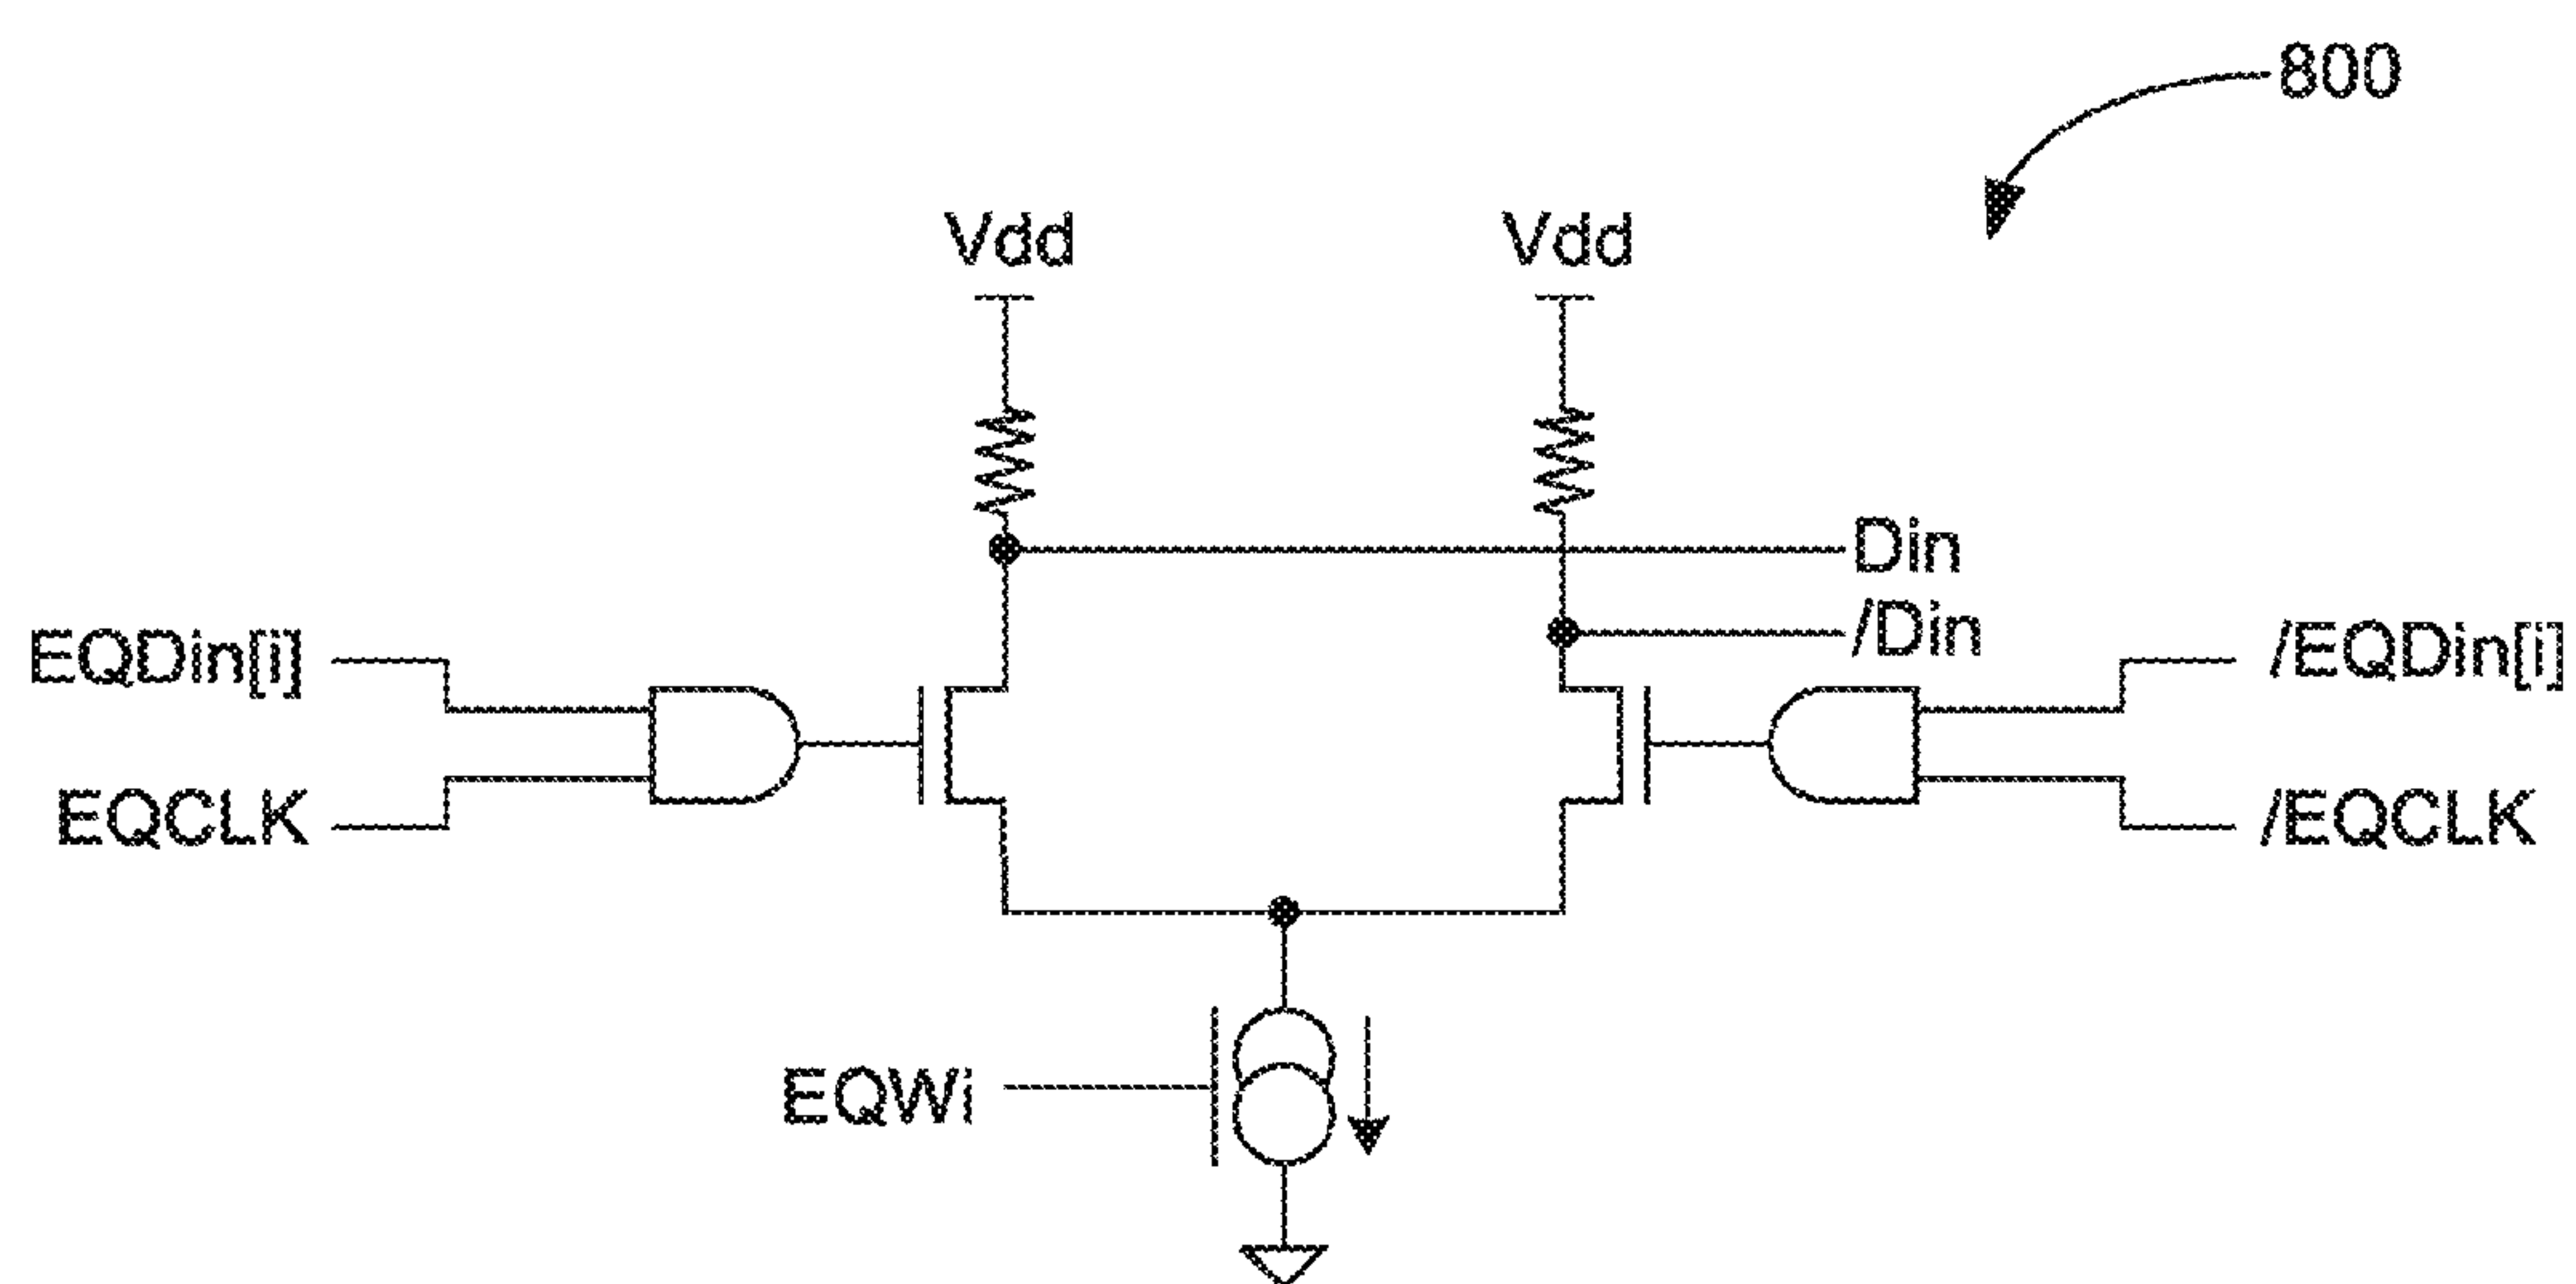 800
Vdd
Vdd
Din
/Din
EQDin[i]
/EQDin[i]
EQCLK
/EQCLK
EQWi